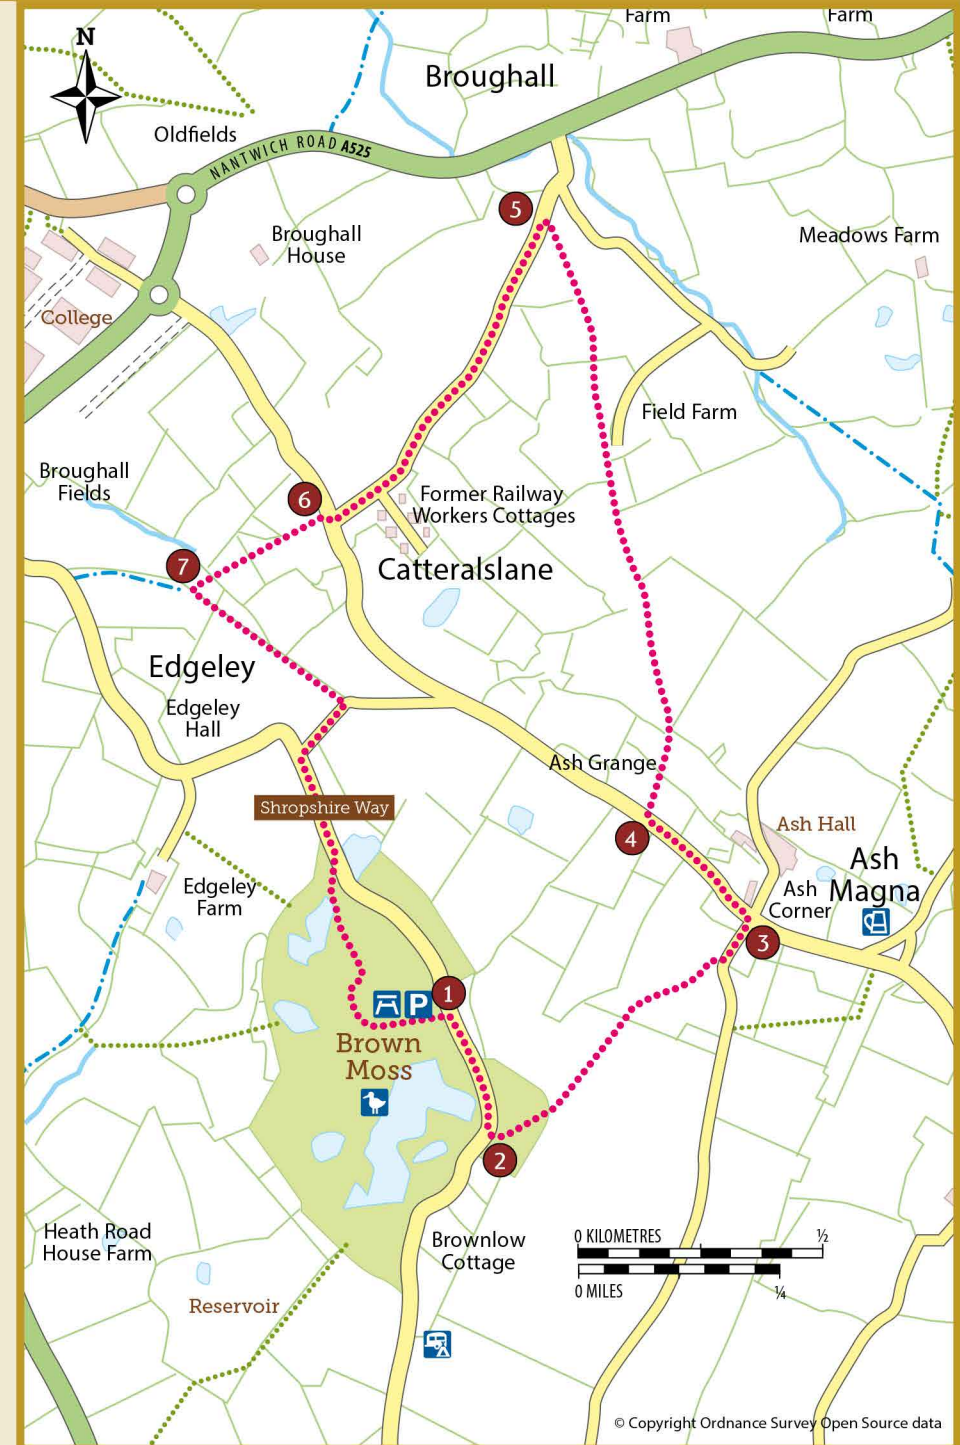 Farm
Farm
N
Broughall
Oldfields
NANTWICH ROAD A525
5
Broughall
House
Meadows Farm
College
Field Farm
Broughall
Fields
6
Former Railway
Workers Cottages
7
Catteralslane
Edgeley
Edgeley
Hall
Ash Grange
Shropshire Way
4
Ash Hall
Ash
Magna
Edgeley
Farm
Ash
Corner
3
1
P
Brown
Moss
2
Heath Road
House Farm
Brownlow
Cottage
0 KILOMETRES ½
0 MILES ¼
Reservoir
© Copyright Ordnance Survey Open Source data